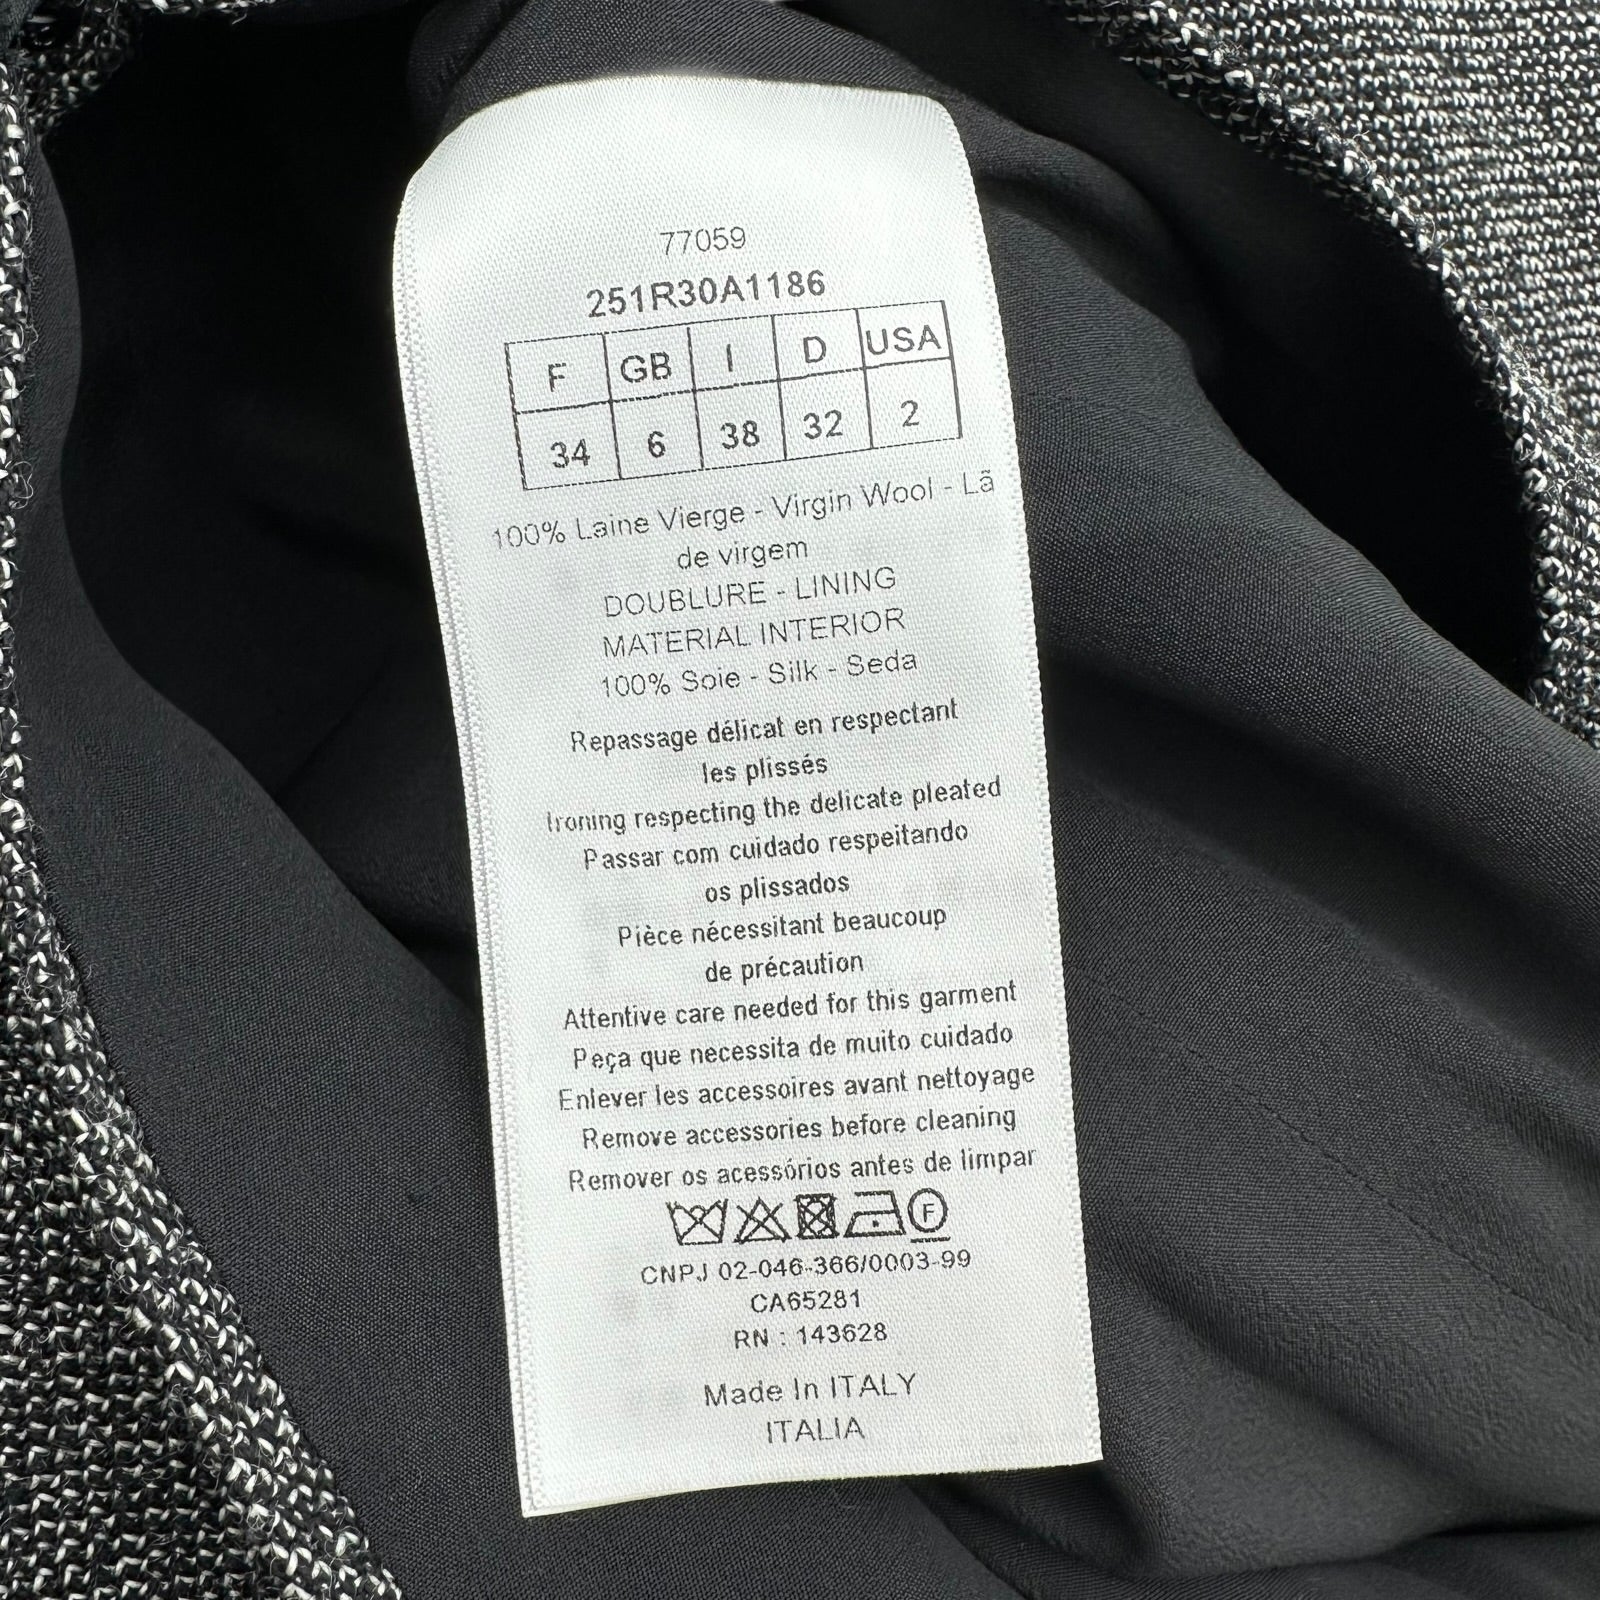 77059
251R30A1186
F GB I D USA
34 6 38 32 2
100% Laine Vierge - Virgin Wool - Lã
de virgem
DOUBLURE - LINING
MATERIAL INTERIOR
100% Soie - Silk - Seda
Repassage délicat en respectant
les plissés
Ironing respecting the delicate pleated
Passar com cuidado respeitando
os plissados
Pièce nécessitant beaucoup
de précaution
Attentive care needed for this garment
Peça que necessita de muito cuidado
Enlever les accessoires avant nettoyage
Remove accessories before cleaning
Remover os acessórios antes de limpar
F
CNPJ 02-046-366/0003-99
CA65281
RN : 143628
Made In ITALY
ITALIA